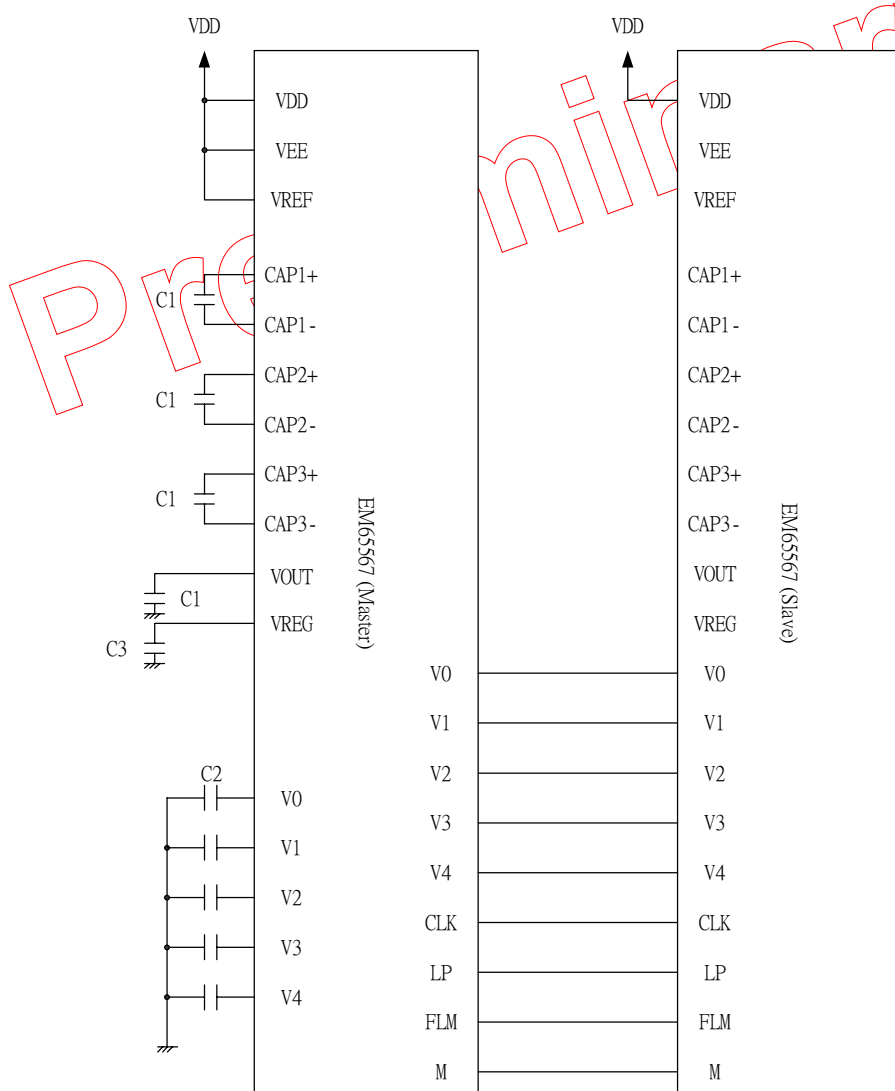 VDD
VDD
VEE
VREF
CAP1+
C1
CAP1-
CAP2+
C1
CAP2-
CAP3+
C1
CAP3-
VOUT
C1
VREG
C3
C2
V0
V1
V2
V3
V4
EM65567 (Master)
V0
V1
V2
V3
V4
CLK
LP
FLM
M
VDD
VDD
VEE
VREF
CAP1+
CAP1-
CAP2+
CAP2-
CAP3+
CAP3-
VOUT
VREG
V0
V1
V2
V3
V4
CLK
LP
FLM
M
EM65567 (Slave)